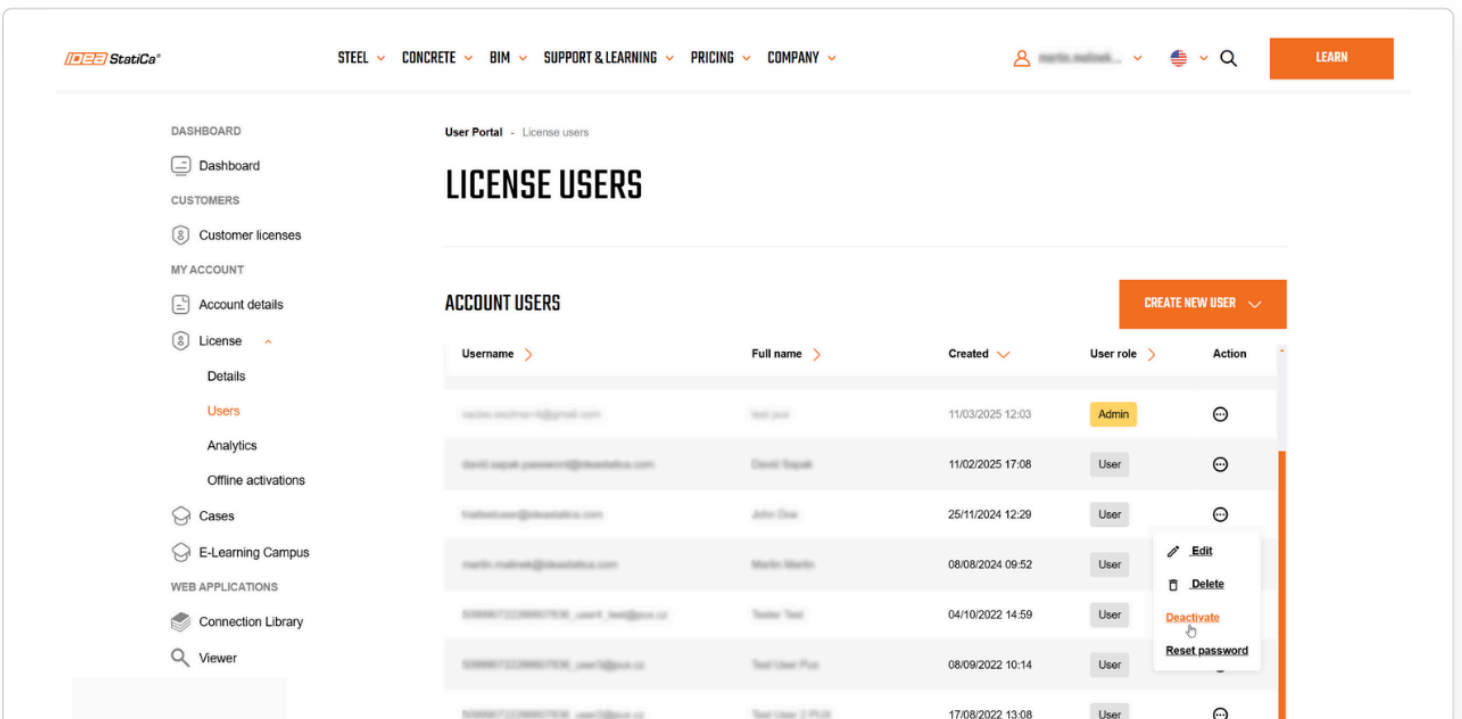 IDEA StatiCa®
STEEL CONCRETE BIM SUPPORT & LEARNING PRICING COMPANY
LEARN
DASHBOARD
Dashboard
CUSTOMERS
Customer licenses
MY ACCOUNT
Account details
License
Details
Users
Analytics
Offline activations
Cases
E-Learning Campus
WEB APPLICATIONS
Connection Library
Viewer
User Portal - License users
LICENSE USERS
ACCOUNT USERS
CREATE NEW USER
Username Full name Created User role Action
11/03/2025 12:03 Admin
11/02/2025 17:08 User
25/11/2024 12:29 User
08/08/2024 09:52 User
04/10/2022 14:59 User
08/09/2022 10:14 User
17/08/2022 13:08 User
Edit
Delete
Deactivate
Reset password